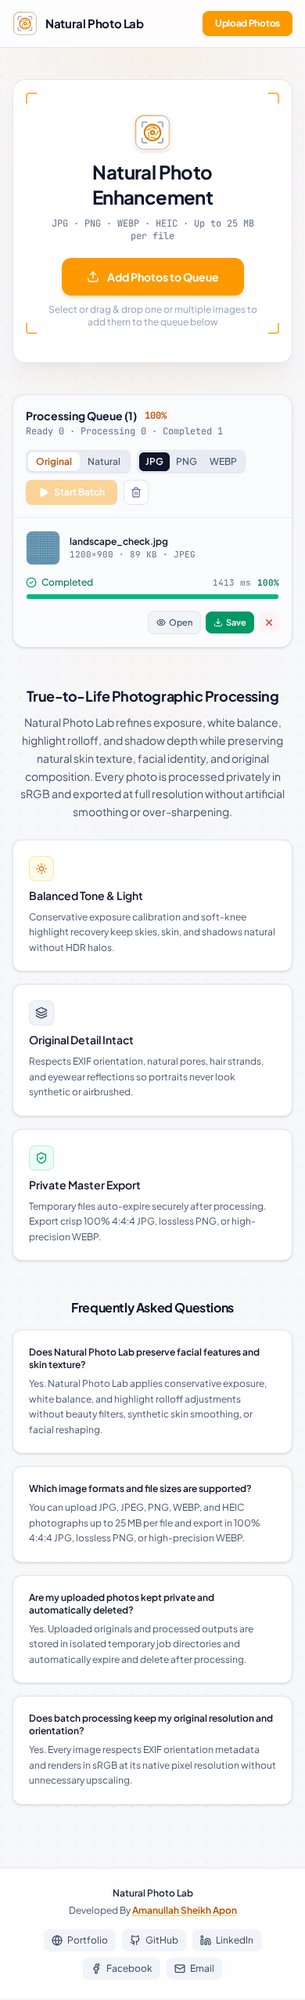 Natural Photo Lab
Upload Photos
Natural Photo
Enhancement
JPG · PNG · WEBP · HEIC · Up to 25 MB
per file
Add Photos to Queue
Select or drag & drop one or multiple images to
add them to the queue below
Processing Queue (1) 100%
Ready 0 · Processing 0 · Completed 1
Original Natural JPG PNG WEBP
Start Batch
landscape_check.jpg
1200×900 · 89 KB · JPEG
Completed 1413 ms 100%
Open Save
True-to-Life Photographic Processing
Natural Photo Lab refines exposure, white balance,
highlight rolloff, and shadow depth while preserving
natural skin texture, facial identity, and original
composition. Every photo is processed privately in
sRGB and exported at full resolution without artificial
smoothing or over-sharpening.
Balanced Tone & Light
Conservative exposure calibration and soft-knee
highlight recovery keep skies, skin, and shadows natural
without HDR halos.
Original Detail Intact
Respects EXIF orientation, natural pores, hair strands,
and eyewear reflections so portraits never look
synthetic or airbrushed.
Private Master Export
Temporary files auto-expire securely after processing.
Export crisp 100% 4:4:4 JPG, lossless PNG, or high-
precision WEBP.
Frequently Asked Questions
Does Natural Photo Lab preserve facial features and
skin texture?
Yes. Natural Photo Lab applies conservative exposure,
white balance, and highlight rolloff adjustments
without beauty filters, synthetic skin smoothing, or
facial reshaping.
Which image formats and file sizes are supported?
You can upload JPG, JPEG, PNG, WEBP, and HEIC
photographs up to 25 MB per file and export in 100%
4:4:4 JPG, lossless PNG, or high-precision WEBP.
Are my uploaded photos kept private and
automatically deleted?
Yes. Uploaded originals and processed outputs are
stored in isolated temporary job directories and
automatically expire and delete after processing.
Does batch processing keep my original resolution and
orientation?
Yes. Every image respects EXIF orientation metadata
and renders in sRGB at its native pixel resolution without
unnecessary upscaling.
Natural Photo Lab
Developed By Amanullah Sheikh Apon
Portfolio GitHub LinkedIn
Facebook Email